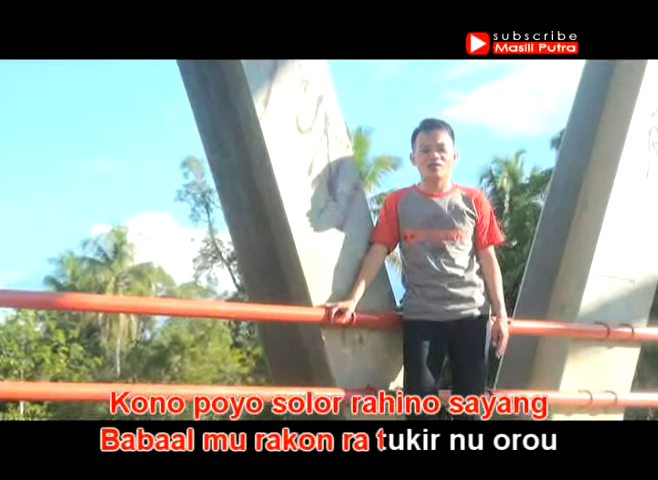 subscribe
Masili Putra
Kono poyo solor rahino sayang
Babaal mu rakon ra tukir nu orou